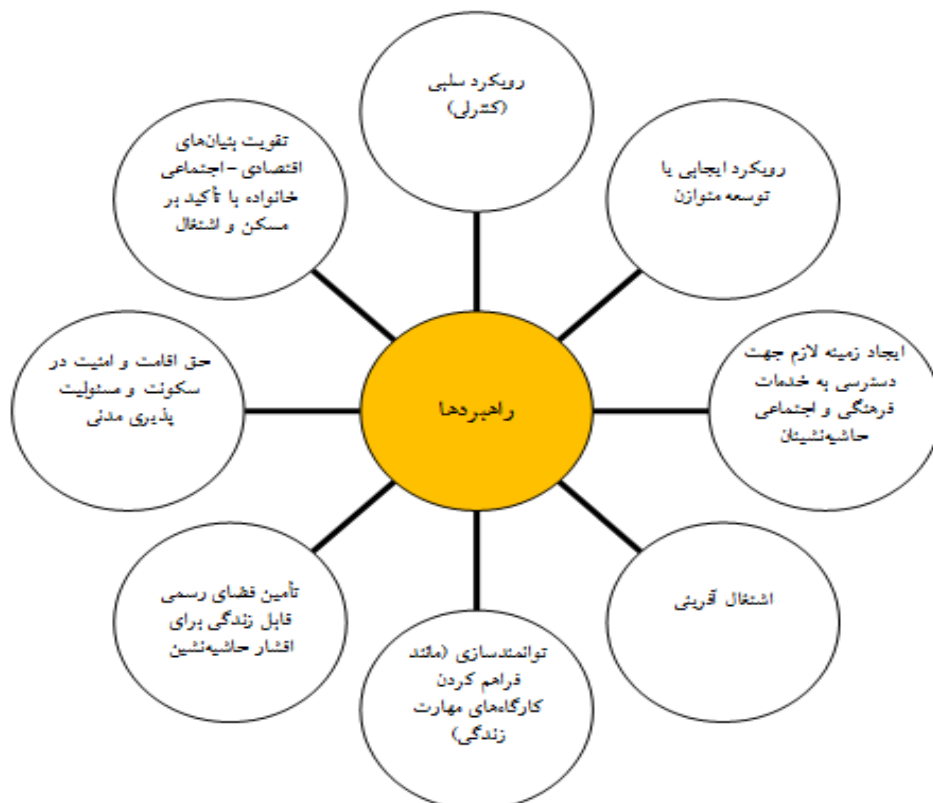 رویکرد سلبی
(کنترلی)
رویکرد ایجابی یا
توسعه متوازن
ایجاد زمینه لازم جهت
دسترسی به خدمات
فرهنگی و اجتماعی
حاشیه‌نشینان
اشتغال آفرینی
توانمندسازی (مانند
فراهم کردن
کارگاه‌های مهارت
زندگی)
تأمین فضای رسمی
قابل زندگی برای
اقشار حاشیه‌نشین
حق اقامت و امنیت در
سکونت و مسئولیت
پذیری مدنی
تقویت بنیان‌های
اقتصادی -اجتماعی
خانواده با تأکید بر
مسکن و اشتغال
راهبردها